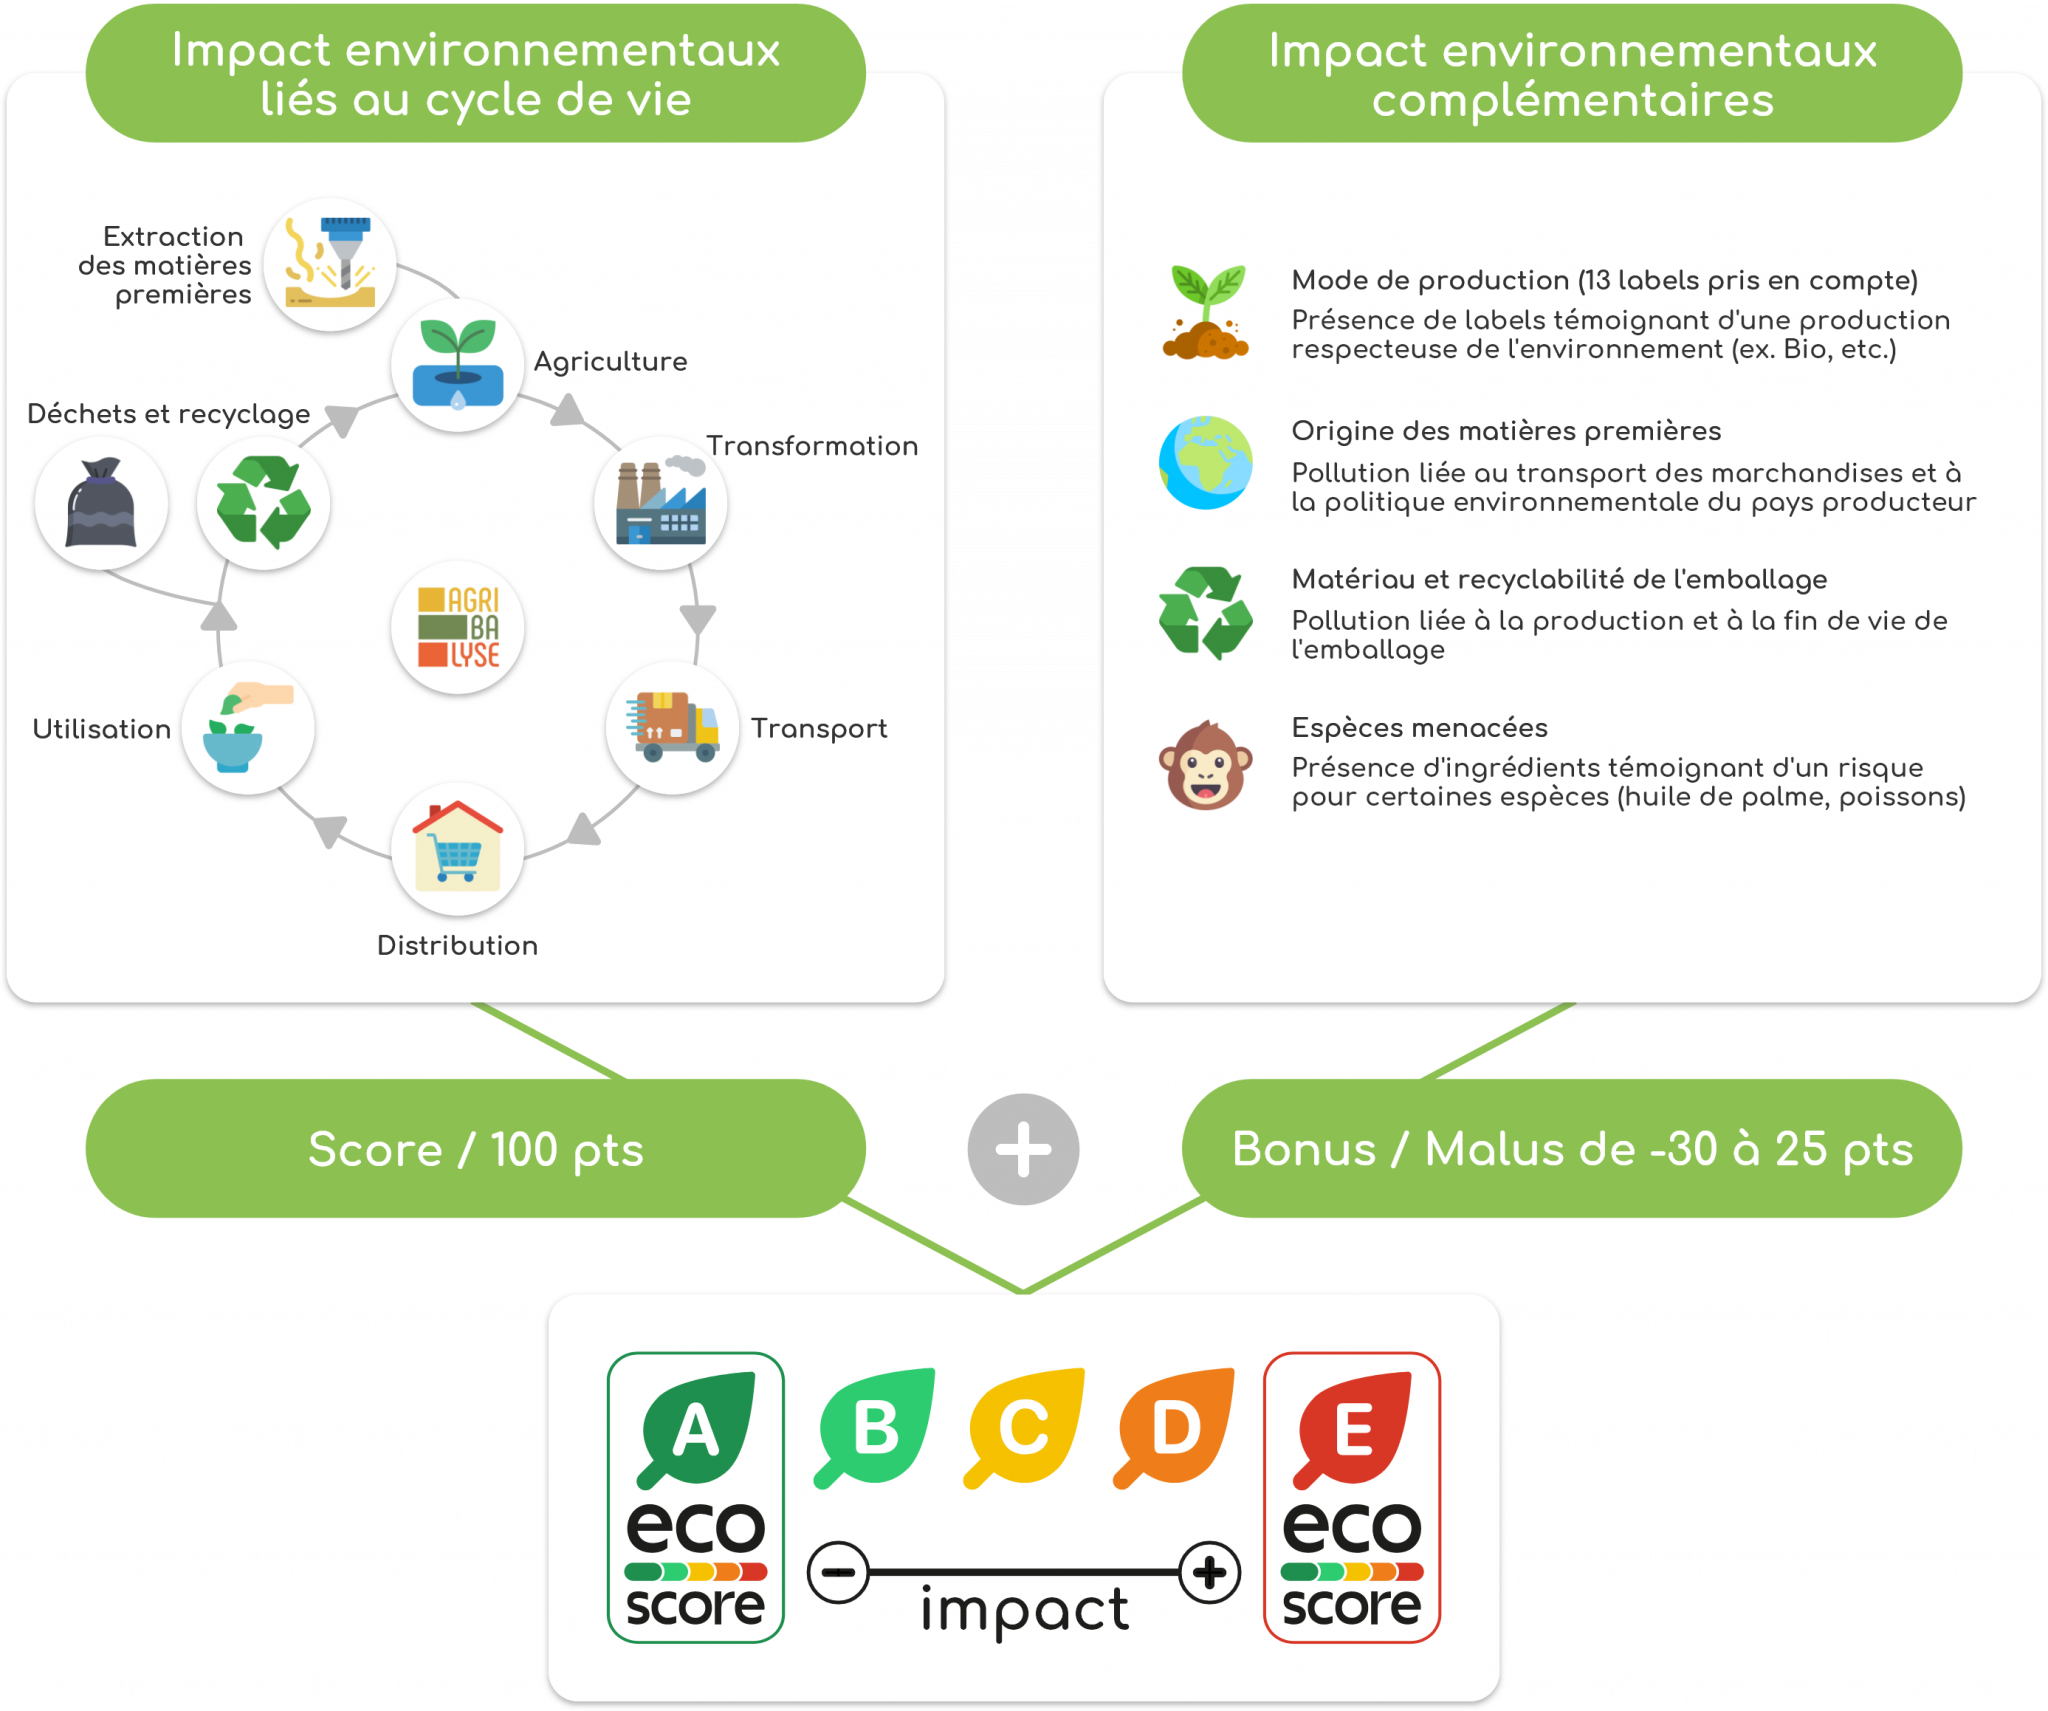 Impact environnementaux
liés au cycle de vie
Extraction
des matières
premières
Agriculture
Déchets et recyclage
Transformation
AGRI
BA
LYSE
Utilisation
Transport
Distribution
Impact environnementaux
complémentaires
Mode de production (13 labels pris en compte)
Présence de labels témoignant d'une production
respecteuse de l'environnement (ex. Bio, etc.)
Origine des matières premières
Pollution liée au transport des marchandises et à
la politique environnementale du pays producteur
Matériau et recyclabilité de l'emballage
Pollution liée à la production et à la fin de vie de
l'emballage
Espèces menacées
Présence d'ingrédients témoignant d'un risque
pour certaines espèces (huile de palme, poissons)
Score / 100 pts
+
Bonus / Malus de -30 à 25 pts
A B C D E
eco
score
eco
score
- +
impact